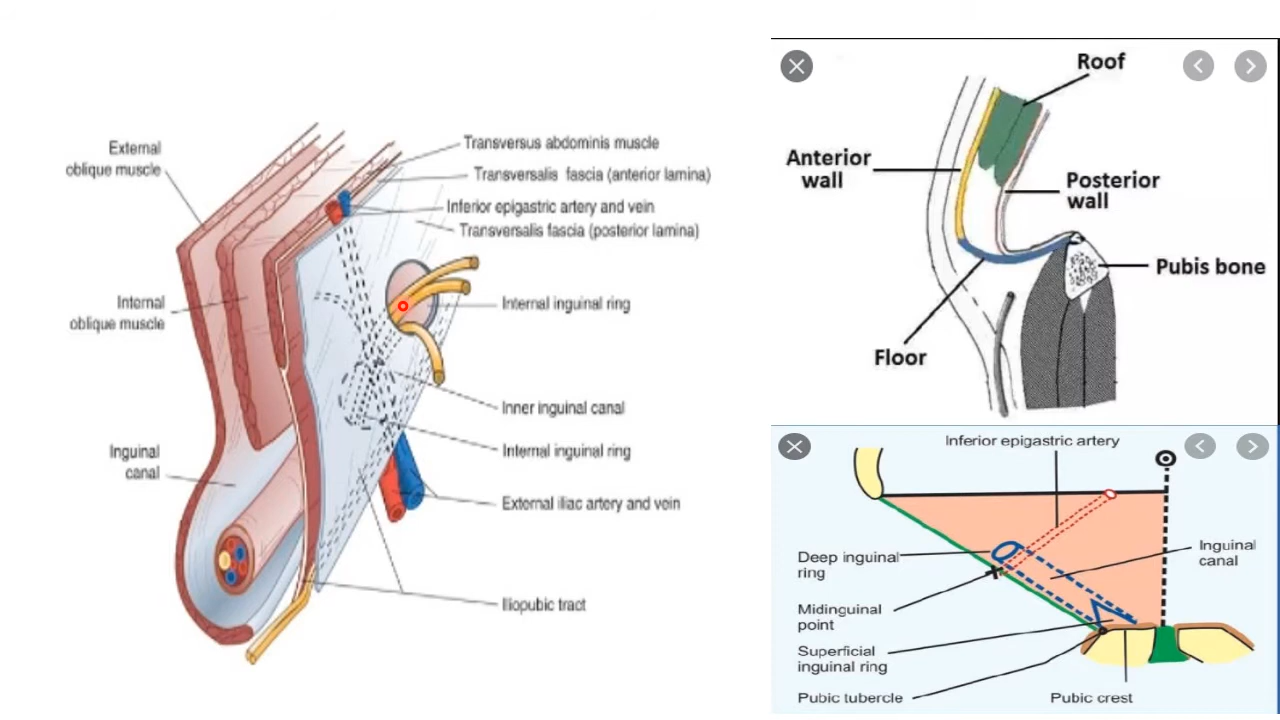 External
oblique muscle
Transversus abdominis muscle
Transversalis fascia (anterior lamina)
Inferior epigastric artery and vein
Transversalis fascia (posterior lamina)
Internal
oblique muscle
Internal inguinal ring
Inner inguinal canal
Inguinal
canal
Internal inguinal ring
External iliac artery and vein
Iliopubic tract
Roof
Anterior
wall
Posterior
wall
Pubis bone
Floor
Inferior epigastric artery
Deep inguinal
ring
Inguinal
canal
Midinguinal
point
Superficial
inguinal ring
Pubic tubercle
Pubic crest